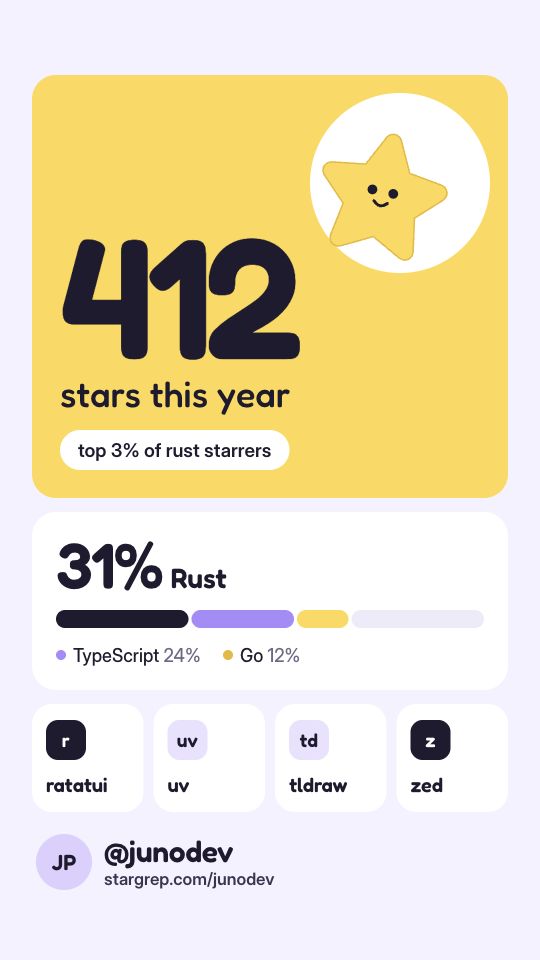 412
stars this year
top 3% of rust starrers
31% Rust
TypeScript 24% Go 12%
r uv td z
ratatui uv tldraw zed
JP
@junodev
stargrep.com/junodev